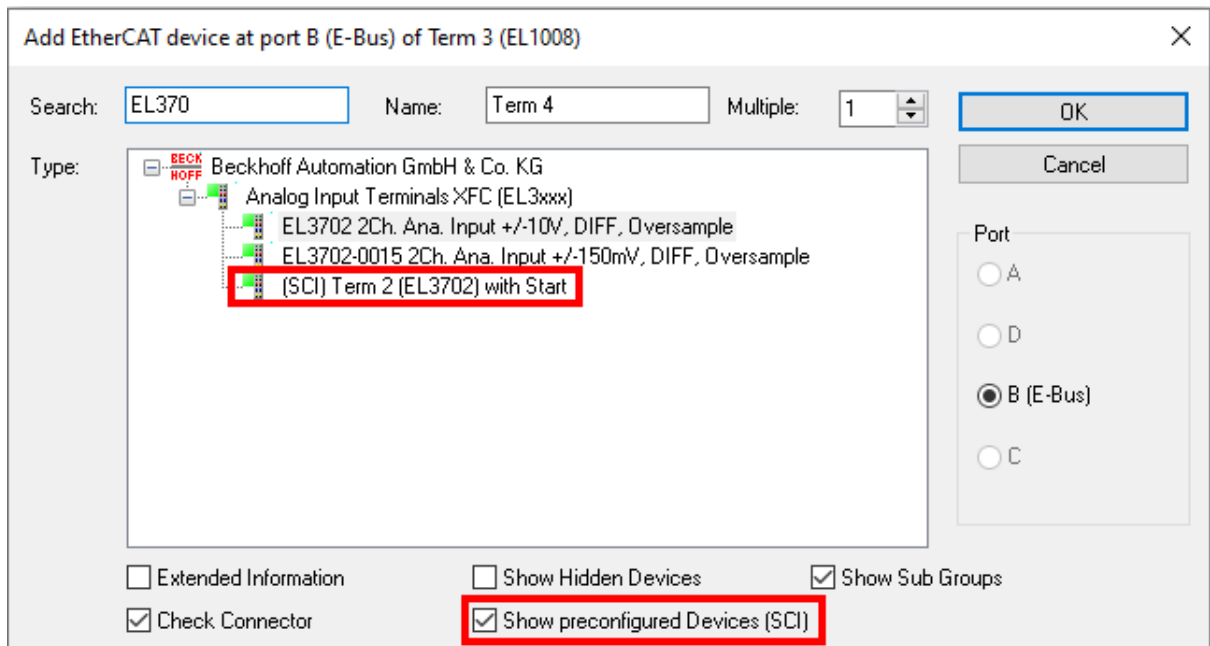 Add EtherCAT device at port B (E-Bus) of Term 3 (EL1008)
Search: EL370 Name: Term 4 Multiple: 1 OK
Type: BECKHOFF Beckhoff Automation GmbH & Co. KG Cancel
Analog Input Terminals XFC (EL3xxx)
EL3702 2Ch. Ana. Input +/-10V, DIFF, Oversample
EL3702-0015 2Ch. Ana. Input +/-150mV, DIFF, Oversample
(SCI) Term 2 (EL3702) with Start
Port
A
D
B (E-Bus)
C
Extended Information Show Hidden Devices Show Sub Groups
Check Connector Show preconfigured Devices (SCI)